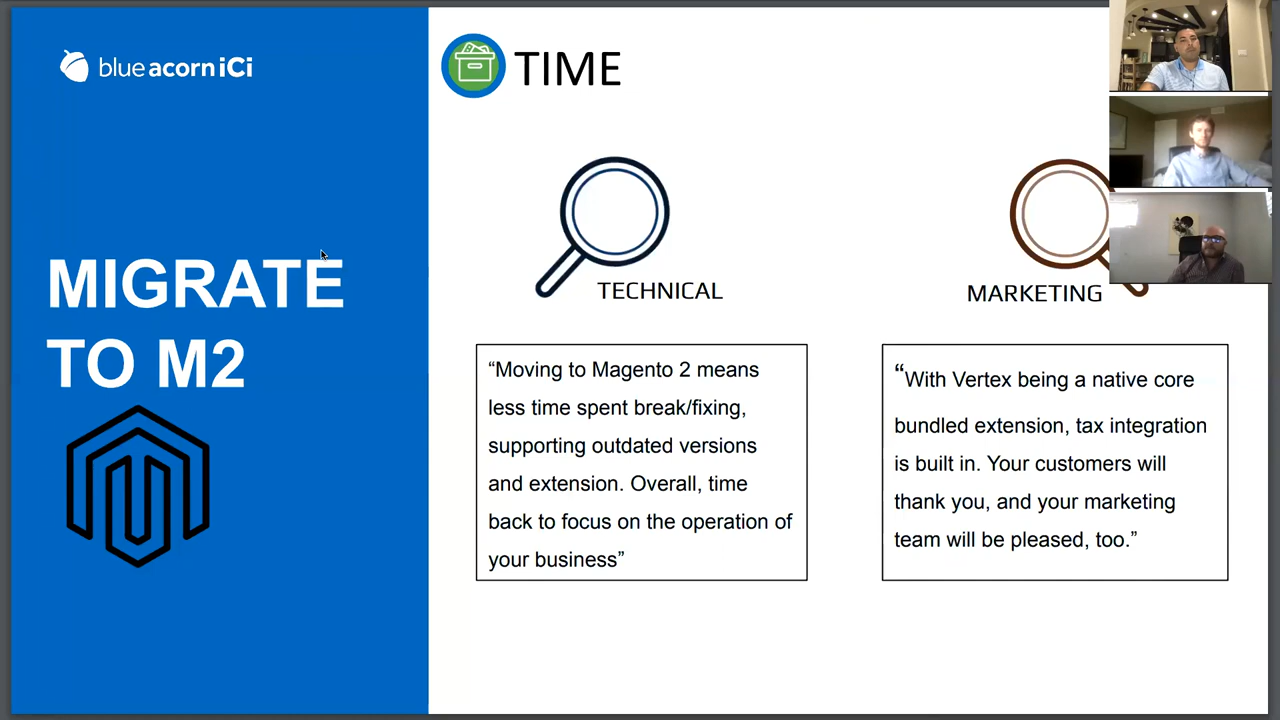 blue acorn iCi
MIGRATE
TO M2
TIME
TECHNICAL
“Moving to Magento 2 means
less time spent break/fixing,
supporting outdated versions
and extension. Overall, time
back to focus on the operation of
your business”
MARKETING
“With Vertex being a native core
bundled extension, tax integration
is built in. Your customers will
thank you, and your marketing
team will be pleased, too.”